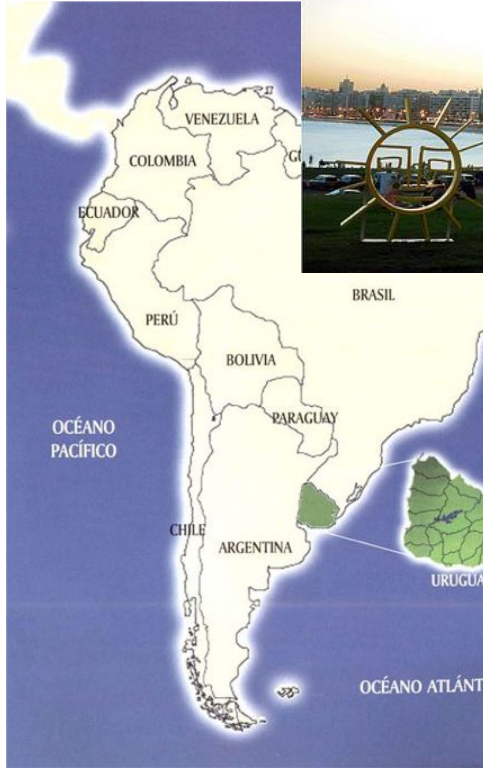 VENEZUELA
COLOMBIA
ECUADOR
BRASIL
PERÚ
BOLIVIA
PARAGUAY
OCÉANO
PACÍFICO
CHILE
ARGENTINA
URUGUA
OCÉANO ATLÁNT